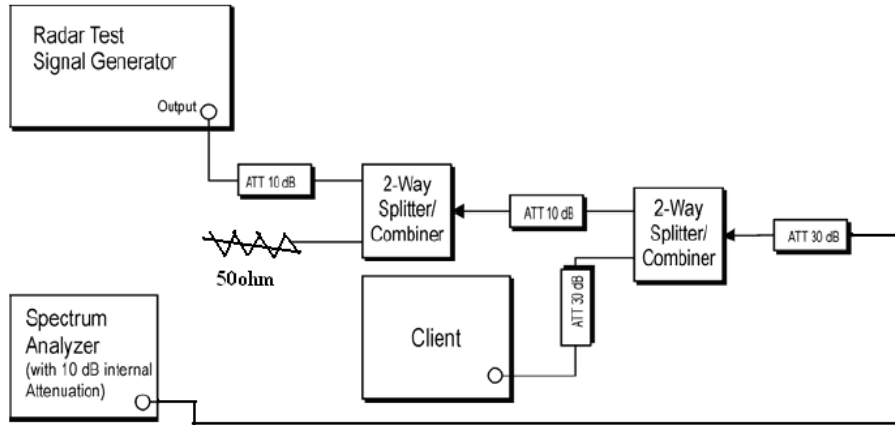 Radar Test
Signal Generator
Output
ATT 10 dB
2-Way
Splitter/
Combiner
ATT 10 dB
2-Way
Splitter/
Combiner
ATT 30 dB
50ohm
ATT 30 dB
Client
Spectrum
Analyzer
(with 10 dB internal
Attenuation)